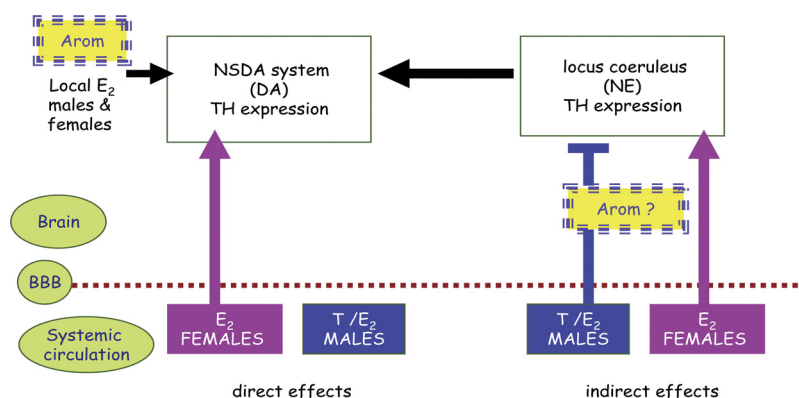 Arom
Local E₂
males &
females
NSDA system
(DA)
TH expression
locus coeruleus
(NE)
TH expression
Arom ?
Brain
BBB
Systemic
circulation
E₂
FEMALES
T /E₂
MALES
T /E₂
MALES
E₂
FEMALES
direct effects
indirect effects